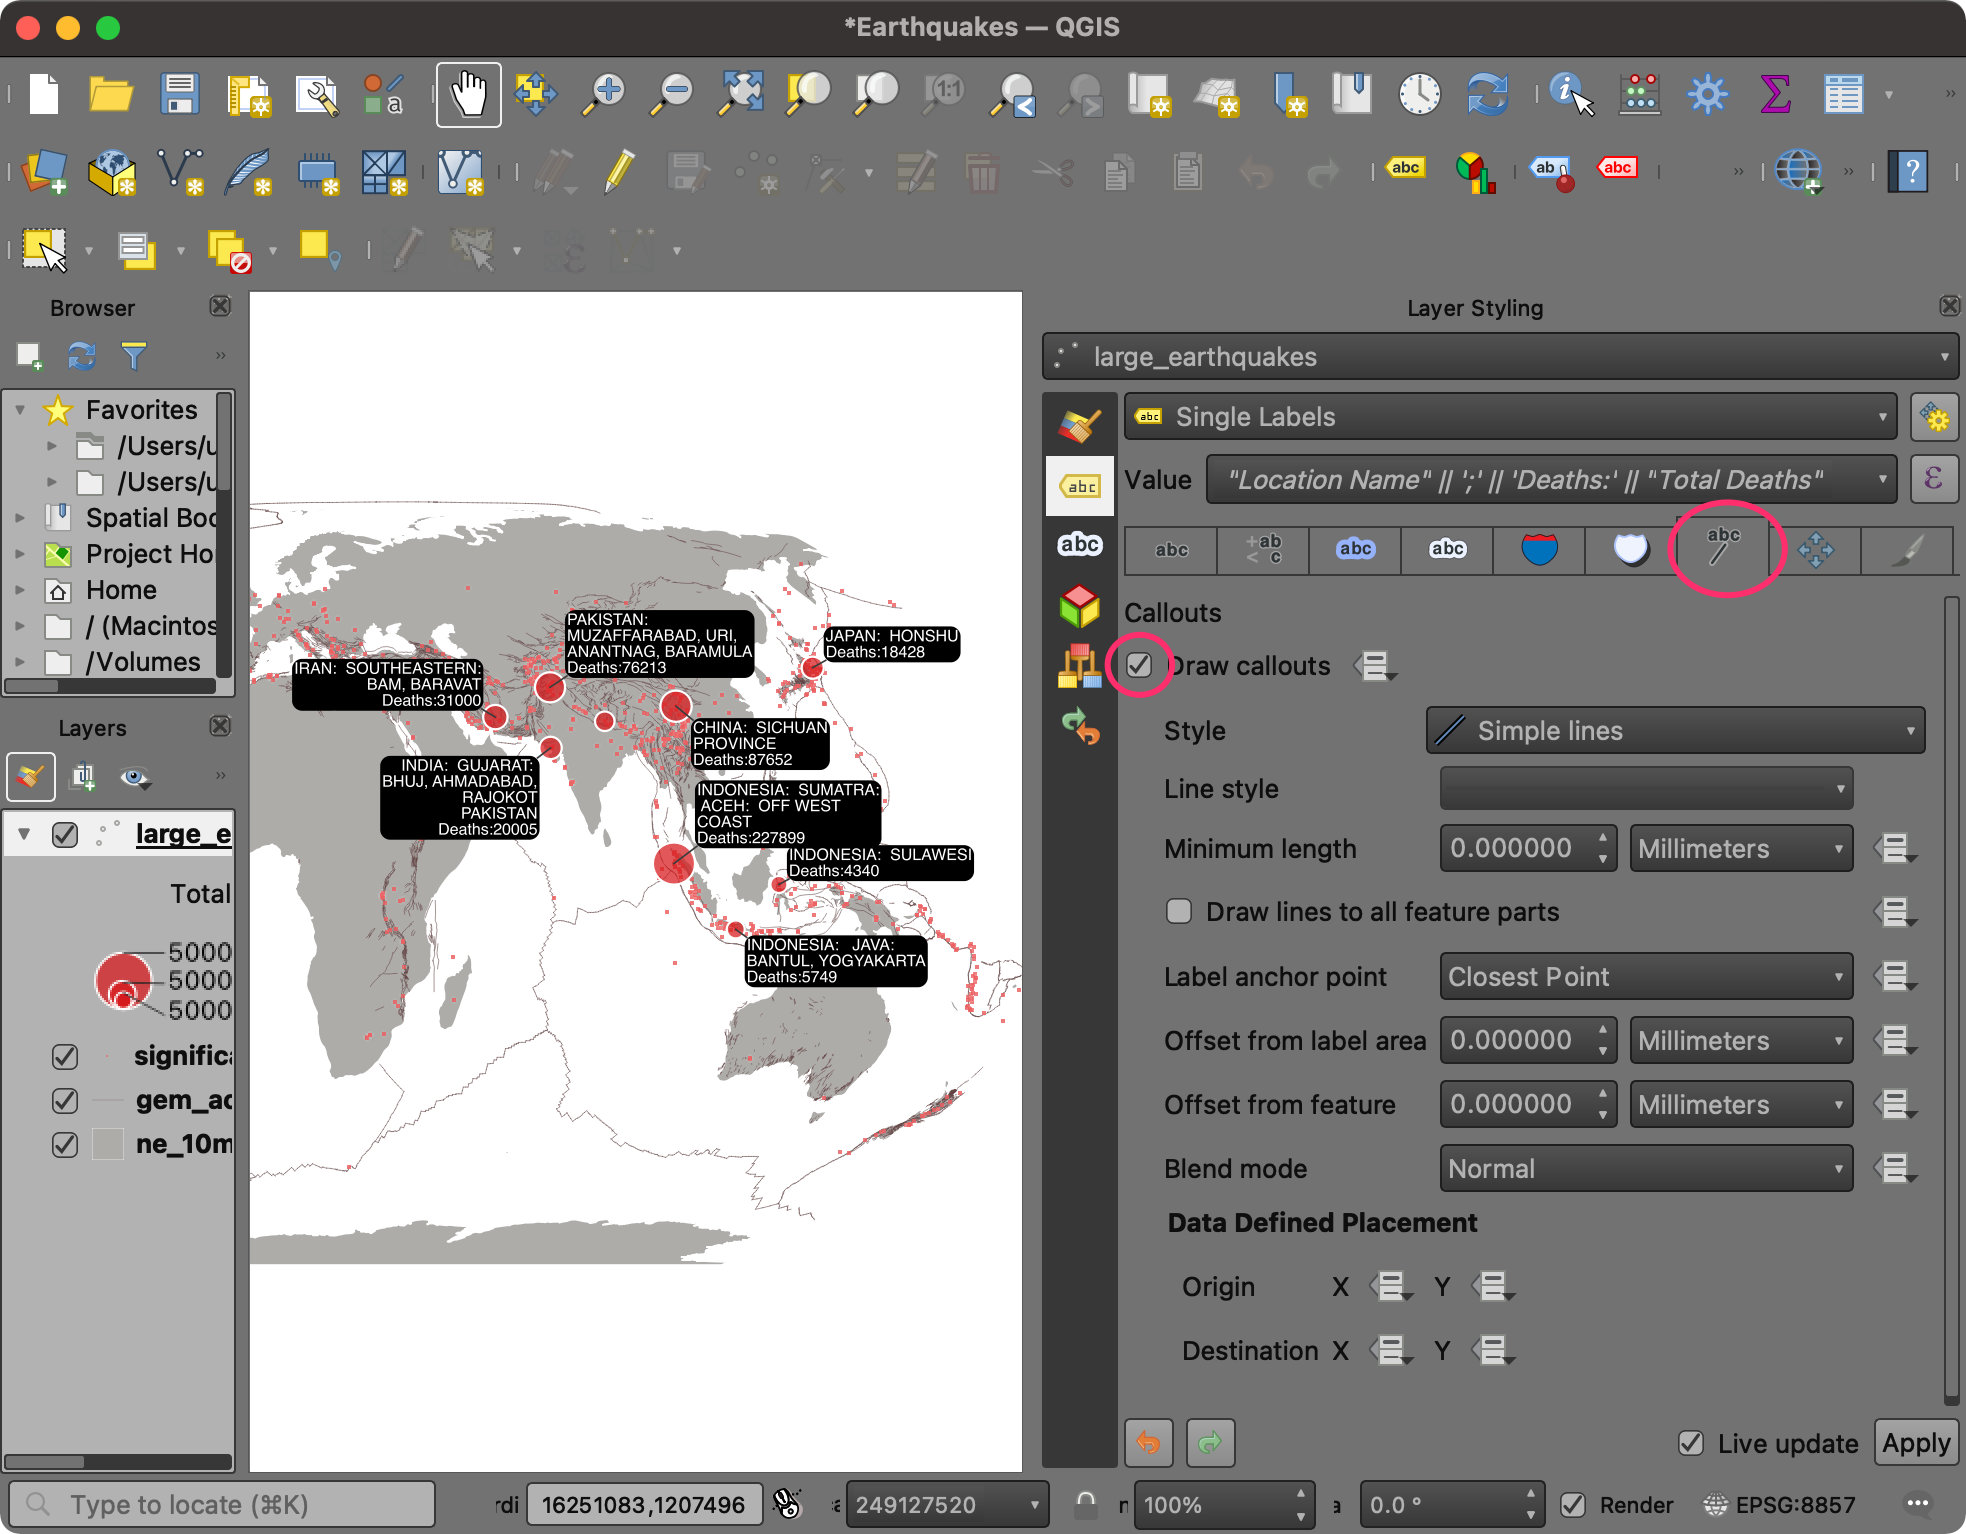 *Earthquakes — QGIS
a
1:1
abc
ab
abc
Browser
Layer Styling
large_earthquakes
Favorites
/Users/u
/Users/u
Spatial Boo
Project Ho
Home
/ (Macintos
/Volumes
abc
Single Labels
Value
"Location Name" || ';' || 'Deaths:' || "Total Deaths"
ε
abc
abc
abc
+ab
< c
abc
abc
abc
Callouts
Draw callouts
Style
Simple lines
Line style
Minimum length
0.000000
Millimeters
Draw lines to all feature parts
Label anchor point
Closest Point
Offset from label area
0.000000
Millimeters
Offset from feature
0.000000
Millimeters
Blend mode
Normal
Data Defined Placement
Origin
X
Y
Destination
X
Y
Live update
Apply
PAKISTAN:
MUZAFFARABAD, URI,
ANANTNAG, BARAMULA
Deaths:76213
JAPAN: HONSHU
Deaths:18428
IRAN: SOUTHEASTERN:
BAM, BARAVAT
Deaths:31000
CHINA: SICHUAN
PROVINCE
Deaths:87652
INDIA: GUJARAT:
BHUJ, AHMADABAD,
RAJOKOT
PAKISTAN
Deaths:20005
INDONESIA: SUMATRA:
ACEH: OFF WEST
COAST
Deaths:227899
INDONESIA: SULAWESI
Deaths:4340
INDONESIA: JAVA:
BANTUL, YOGYAKARTA
Deaths:5749
Layers
large_e
Total
5000
5000
5000
signific
gem_ac
ne_10m
Type to locate (⌘K)
rdi
16251083,1207496
249127520
100%
a
0.0 °
Render
EPSG:8857